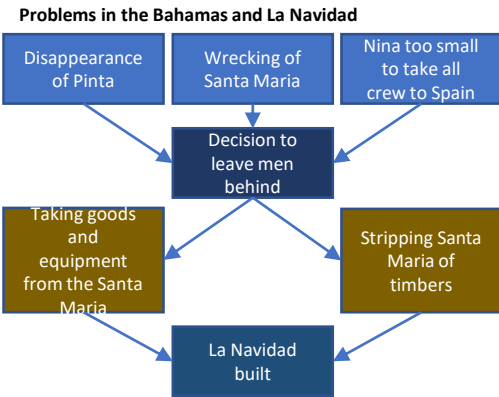 Problems in the Bahamas and La Navidad
Disappearance
of Pinta
Wrecking of
Santa Maria
Nina too small
to take all
crew to Spain
Decision to
leave men
behind
Taking goods
and
equipment
from the Santa
Maria
Stripping Santa
Maria of
timbers
La Navidad
built